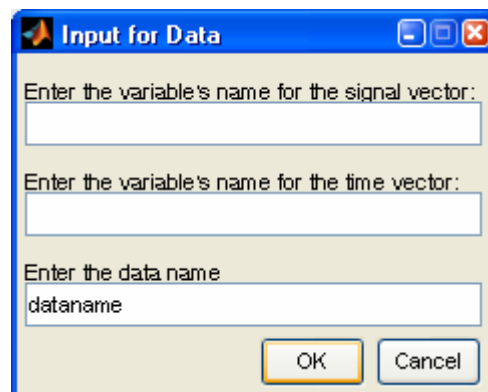 Input for Data
Enter the variable's name for the signal vector:
Enter the variable's name for the time vector:
Enter the data name
dataname
OK Cancel